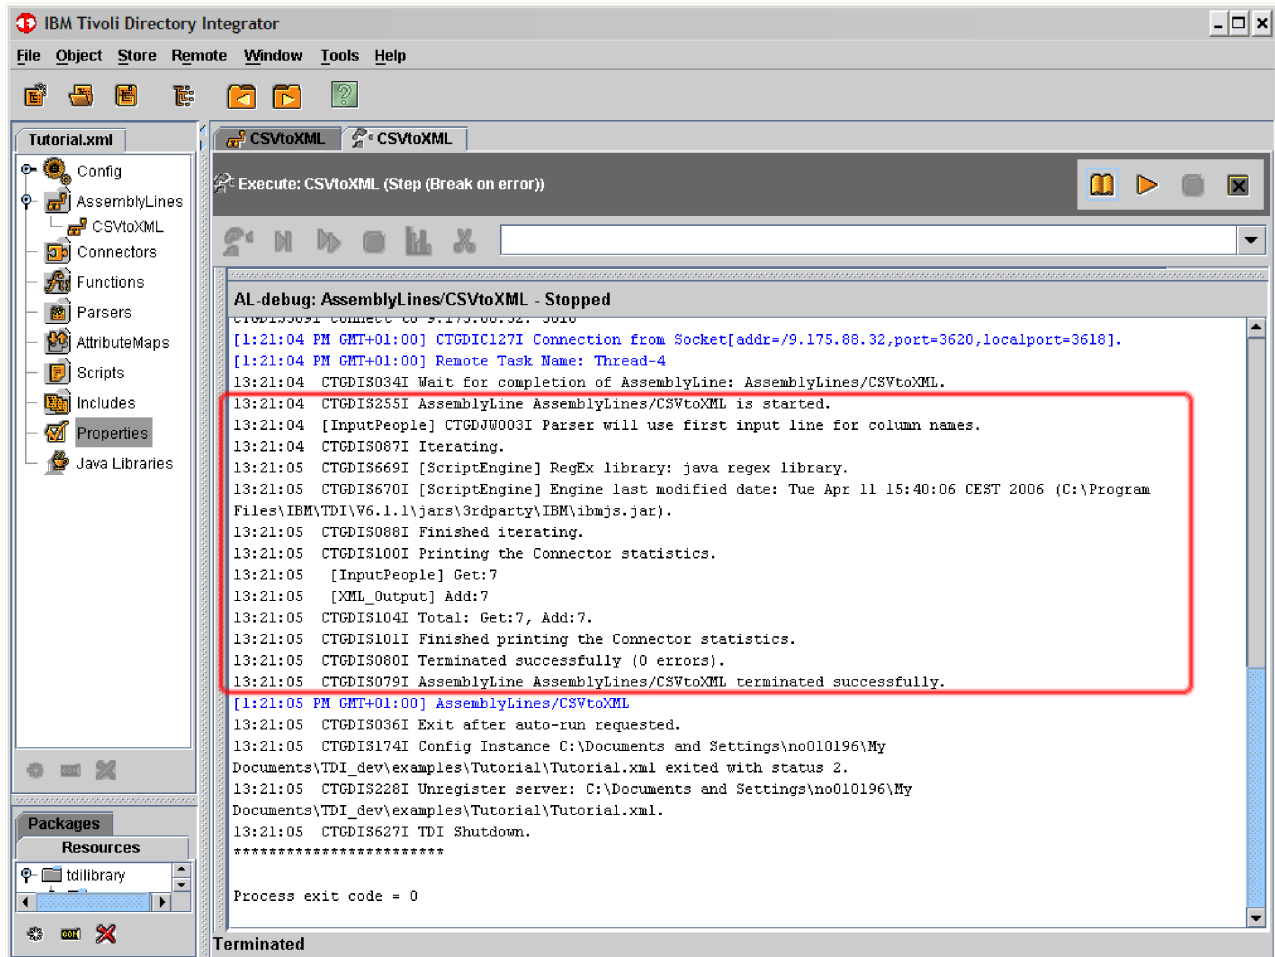 IBM Tivoli Directory Integrator
File Object Store Remote Window Tools Help
Tutorial.xml
Config
AssemblyLines
CSVtoXML
Connectors
Functions
Parsers
AttributeMaps
Scripts
Includes
Properties
Java Libraries
Packages
Resources
tdilibrary
CSVtoXML CSVtoXML
Execute: CSVtoXML (Step (Break on error))
AL-debug: AssemblyLines/CSVtoXML - Stopped
[1:21:04 PM GMT+01:00] CTGDIC127I Connection from Socket[addr=/9.175.88.32,port=3620,localport=3618].
[1:21:04 PM GMT+01:00] Remote Task Name: Thread-4
13:21:04 CTGDIS034I Wait for completion of AssemblyLine: AssemblyLines/CSVtoXML.
13:21:04 CTGDIS255I AssemblyLine AssemblyLines/CSVtoXML is started.
13:21:04 [InputPeople] CTGDJW003I Parser will use first input line for column names.
13:21:04 CTGDIS087I Iterating.
13:21:05 CTGDIS669I [ScriptEngine] RegEx library: java regex library.
13:21:05 CTGDIS670I [ScriptEngine] Engine last modified date: Tue Apr 11 15:40:06 CEST 2006 (C:\Program
Files\IBM\TDI\V6.1.1\jars\3rdparty\IBM\ibmjs.jar).
13:21:05 CTGDIS088I Finished iterating.
13:21:05 CTGDIS100I Printing the Connector statistics.
13:21:05 [InputPeople] Get:7
13:21:05 [XML_Output] Add:7
13:21:05 CTGDIS104I Total: Get:7, Add:7.
13:21:05 CTGDIS101I Finished printing the Connector statistics.
13:21:05 CTGDIS080I Terminated successfully (0 errors).
13:21:05 CTGDIS079I AssemblyLine AssemblyLines/CSVtoXML terminated successfully.
[1:21:05 PM GMT+01:00] AssemblyLines/CSVtoXML
13:21:05 CTGDIS036I Exit after auto-run requested.
13:21:05 CTGDIS174I Config Instance C:\Documents and Settings\no010196\My
Documents\TDI_dev\examples\Tutorial\Tutorial.xml exited with status 2.
13:21:05 CTGDIS228I Unregister server: C:\Documents and Settings\no010196\My
Documents\TDI_dev\examples\Tutorial\Tutorial.xml.
13:21:05 CTGDIS627I TDI Shutdown.
************************
Process exit code = 0
Terminated